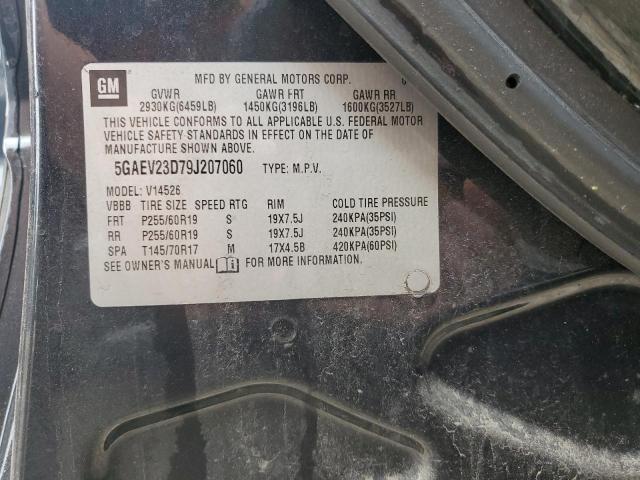 GM
MFD BY GENERAL MOTORS CORP.
GVWR GAWR FRT GAWR RR
2930KG(6459LB) 1450KG(3196LB) 1600KG(3527LB)
THIS VEHICLE CONFORMS TO ALL APPLICABLE U.S. FEDERAL MOTOR
VEHICLE SAFETY STANDARDS IN EFFECT ON THE DATE OF
MANUFACTURE SHOWN ABOVE.
5GAEV23D79J207060 TYPE: M.P.V.
MODEL: V14526
VBBB TIRE SIZE SPEED RTG RIM COLD TIRE PRESSURE
FRT P255/60R19 S 19X7.5J 240KPA(35PSI)
RR P255/60R19 S 19X7.5J 240KPA(35PSI)
SPA T145/70R17 M 17X4.5B 420KPA(60PSI)
SEE OWNER'S MANUAL FOR MORE INFORMATION.